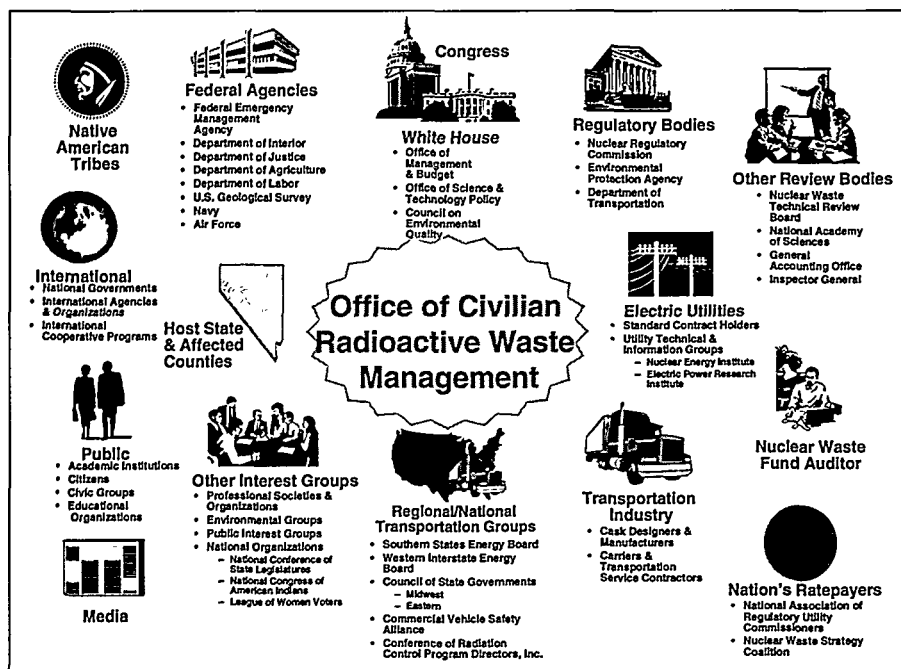 Native
American
Tribes
Federal Agencies
• Federal Emergency
Management
Agency
• Department of Interior
• Department of Justice
• Department of Agriculture
• Department of Labor
• U.S. Geological Survey
• Navy
• Air Force
Congress
White House
• Office of
Management
& Budget
• Office of Science &
Technology Policy
• Council on
Environmental
Quality
Regulatory Bodies
• Nuclear Regulatory
Commission
• Environmental
Protection Agency
• Department of
Transportation
Other Review Bodies
• Nuclear Waste
Technical Review
Board
• National Academy
of Sciences
• General
Accounting Office
• Inspector General
International
• National Governments
• International Agencies
& Organizations
• International
Cooperative Programs
Host State
& Affected
Counties
Office of Civilian
Radioactive Waste
Management
Electric Utilities
• Standard Contract Holders
• Utility Technical &
Information Groups
– Nuclear Energy Institute
– Electric Power Research
Institute
Public
• Academic Institutions
• Citizens
• Civic Groups
• Educational
Organizations
Other Interest Groups
• Professional Societies &
Organizations
• Environmental Groups
• Public Interest Groups
• National Organizations
– National Conference of
State Legislatures
– National Congress of
American Indians
– League of Women Voters
Regional/National
Transportation Groups
• Southern States Energy Board
• Western Interstate Energy
Board
• Council of State Governments
– Midwest
– Eastern
• Commercial Vehicle Safety
Alliance
• Conference of Radiation
Control Program Directors, Inc.
Transportation
Industry
• Cask Designers &
Manufacturers
• Carriers &
Transportation
Service Contractors
Nuclear Waste
Fund Auditor
Media
Nation's Ratepayers
• National Association of
Regulatory Utility
Commissioners
• Nuclear Waste Strategy
Coalition